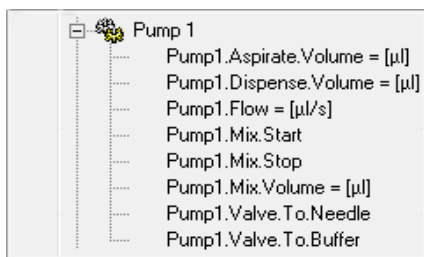 Pump 1
Pump1.Aspirate.Volume = [µl]
Pump1.Dispense.Volume = [µl]
Pump1.Flow = [µl/s]
Pump1.Mix.Start
Pump1.Mix.Stop
Pump1.Mix.Volume = [µl]
Pump1.Valve.To.Needle
Pump1.Valve.To.Buffer